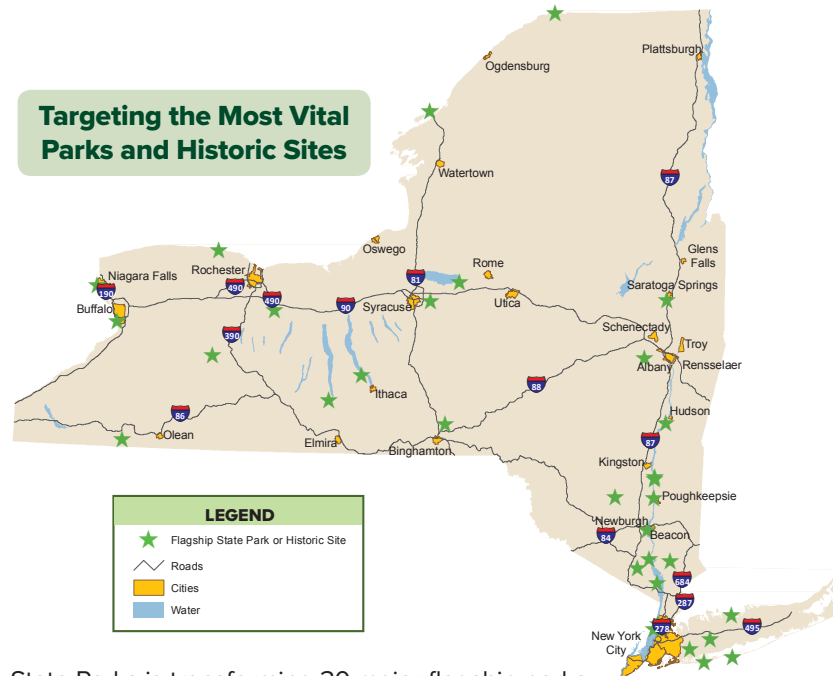 Targeting the Most Vital
Parks and Historic Sites
Plattsburgh
Ogdensburg
Watertown
87
Oswego
Glens
Falls
Niagara Falls
Rochester
Rome
81
190
490
490
90
Saratoga Springs
Buffalo
Syracuse
Utica
390
Schenectady
Troy
Albany
Rensselaer
Ithaca
88
86
Hudson
Olean
Elmira
Binghamton
87
Kingston
Poughkeepsie
Newburgh
84
Beacon
684
287
New York
City
278
495
LEGEND
Flagship State Park or Historic Site
Roads
Cities
Water